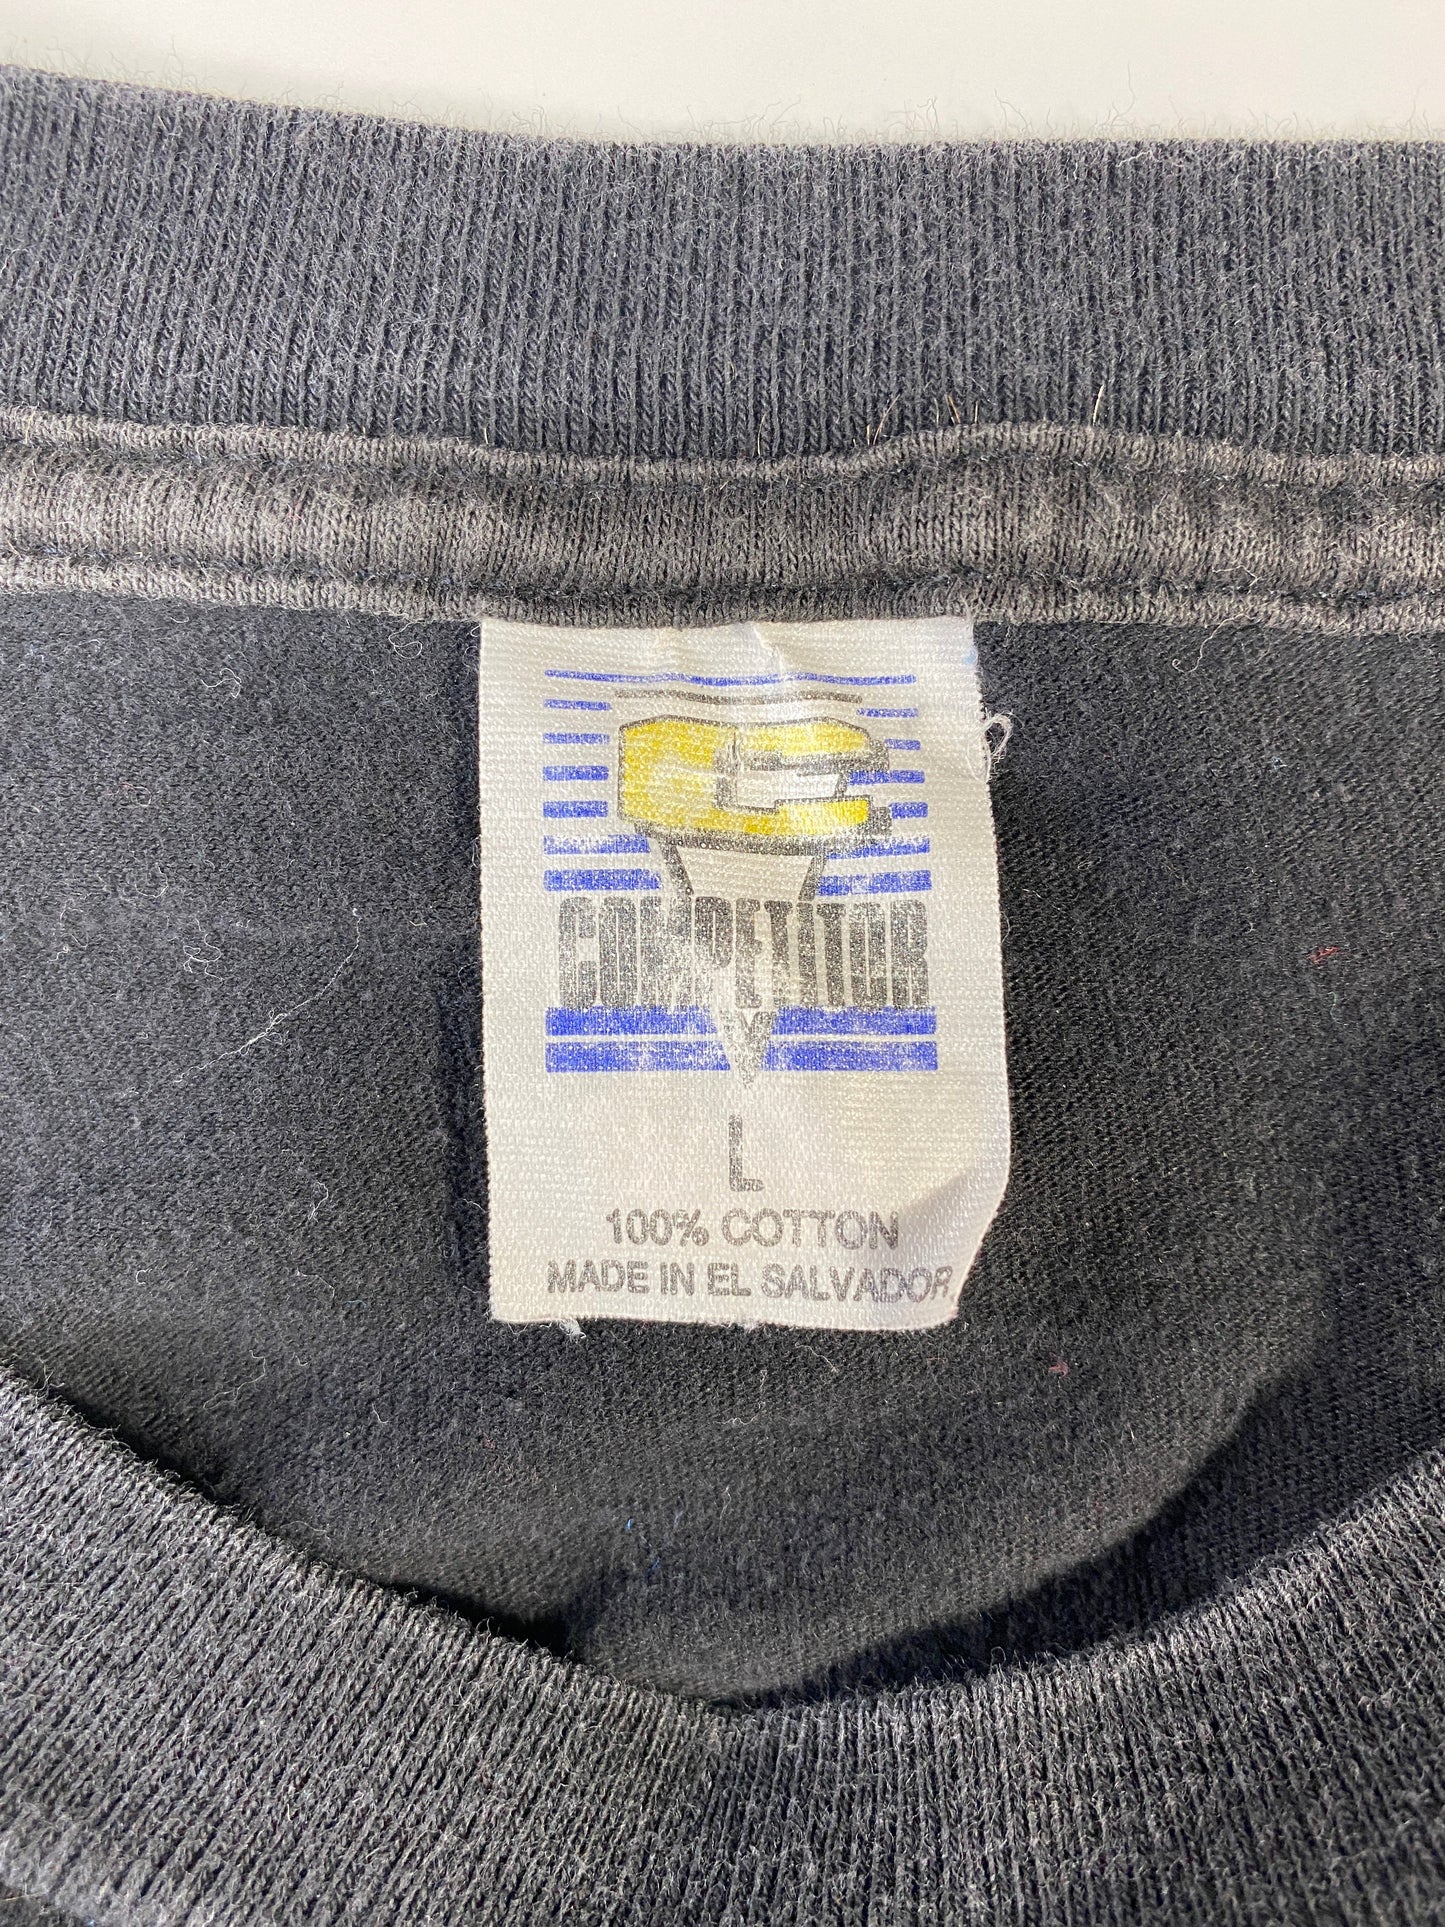 COMPETITOR
L
100% COTTON
MADE IN EL SALVADOR